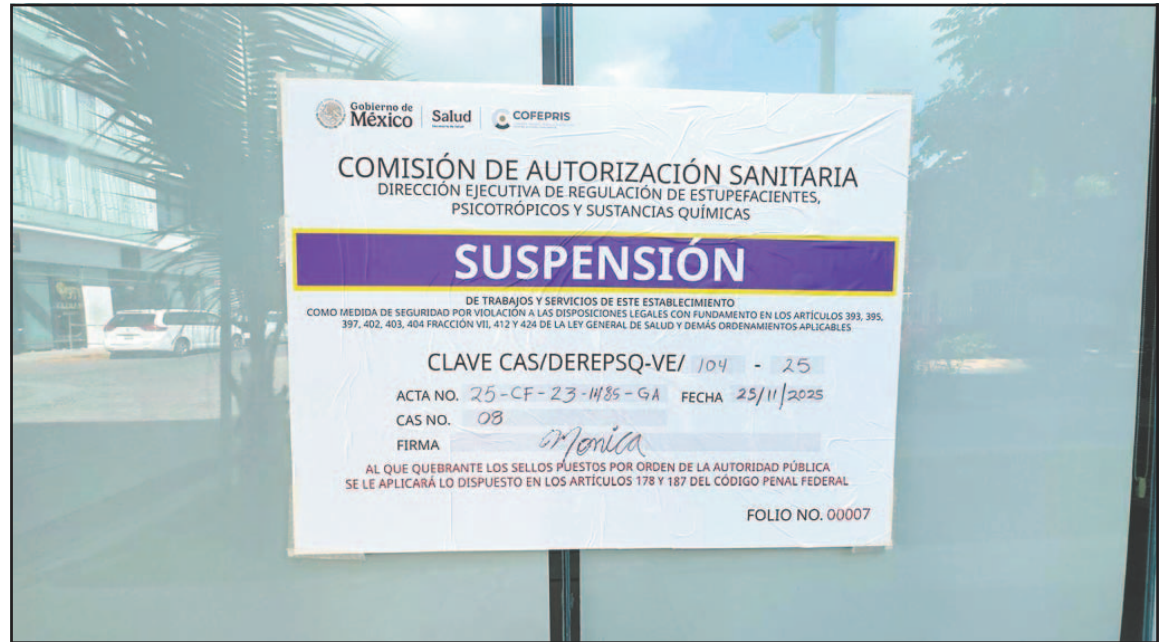 Gobierno de
México
Salud
COFEPRIS
COMISIÓN DE AUTORIZACIÓN SANITARIA
DIRECCIÓN EJECUTIVA DE REGULACIÓN DE ESTUPEFACIENTES,
PSICOTRÓPICOS Y SUSTANCIAS QUÍMICAS
SUSPENSIÓN
DE TRABAJOS Y SERVICIOS DE ESTE ESTABLECIMIENTO
COMO MEDIDA DE SEGURIDAD POR VIOLACIÓN A LAS DISPOSICIONES LEGALES CON FUNDAMENTO EN LOS ARTÍCULOS 393, 395,
397, 402, 403, 404 FRACCIÓN VII, 412 Y 424 DE LA LEY GENERAL DE SALUD Y DEMÁS ORDENAMIENTOS APLICABLES
CLAVE CAS/DEREPSQ-VE/ 104 - 25
ACTA NO. 25-CF-23- -GA FECHA 25/11/2025
CAS NO. 08
FIRMA Monica
AL QUE QUEBRANTE LOS SELLOS PUESTOS POR ORDEN DE LA AUTORIDAD PÚBLICA
SE LE APLICARÁ LO DISPUESTO EN LOS ARTÍCULOS 178 Y 187 DEL CÓDIGO PENAL FEDERAL
FOLIO NO. 00007